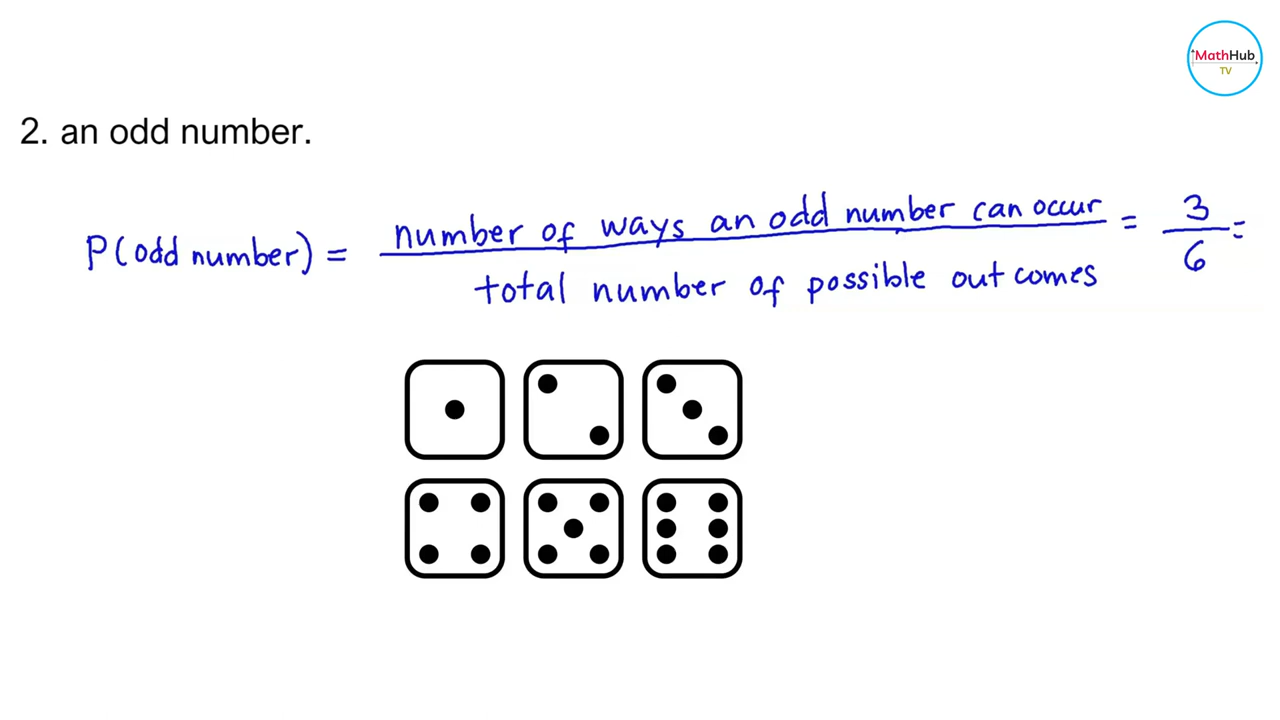 MathHub
TV
2. an odd number.
P(odd number) = number of ways an odd number can occur / total number of possible outcomes = 3/6 =